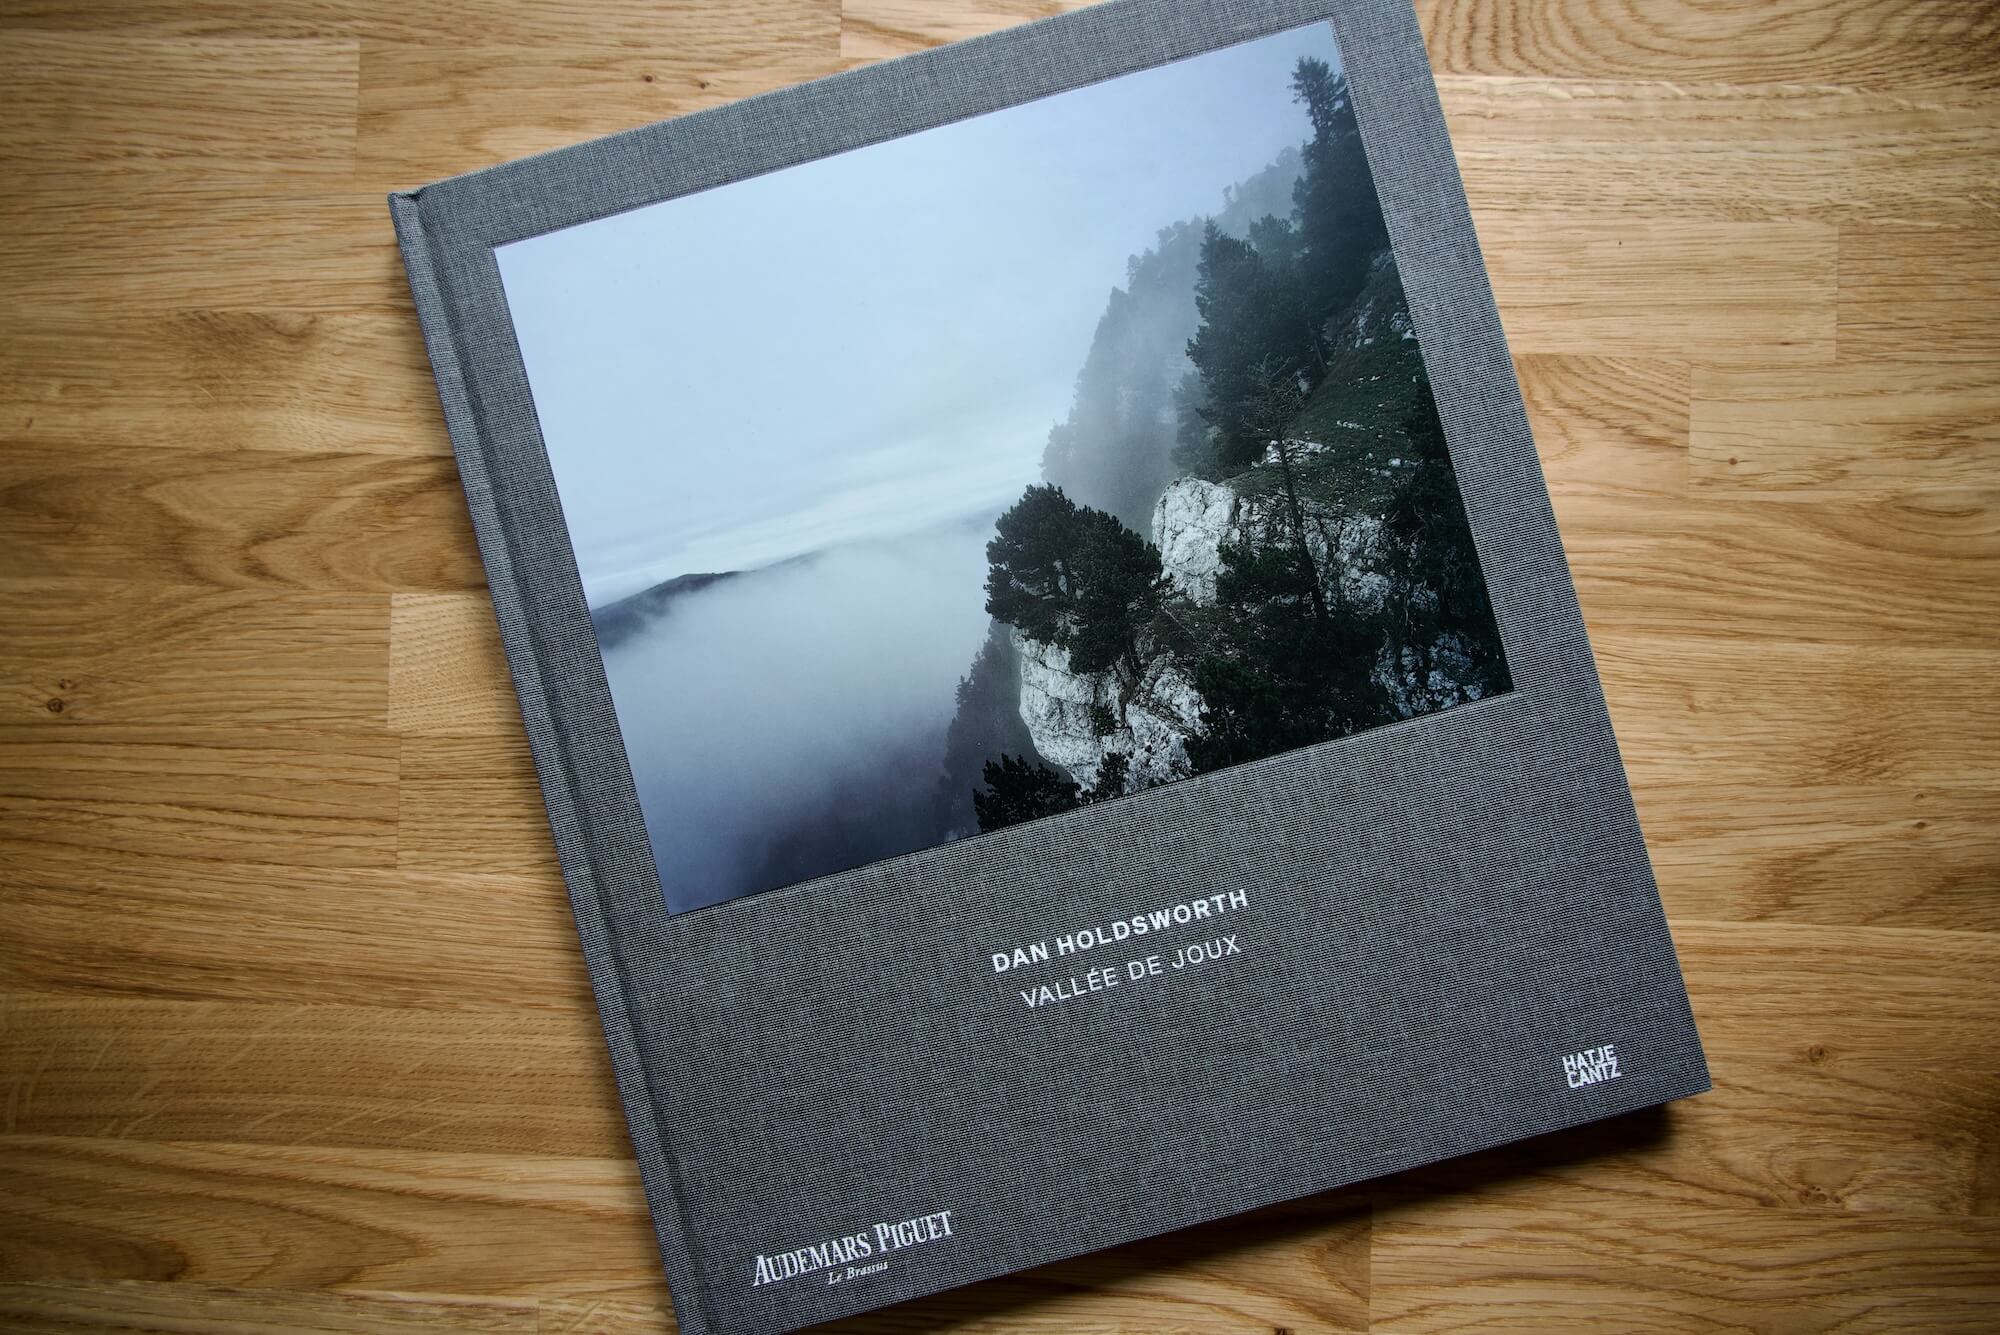 DAN HOLDSWORTH
VALLÉE DE JOUX
HATJE
CANTZ
AUDEMARS PIGUET
Le Brassus